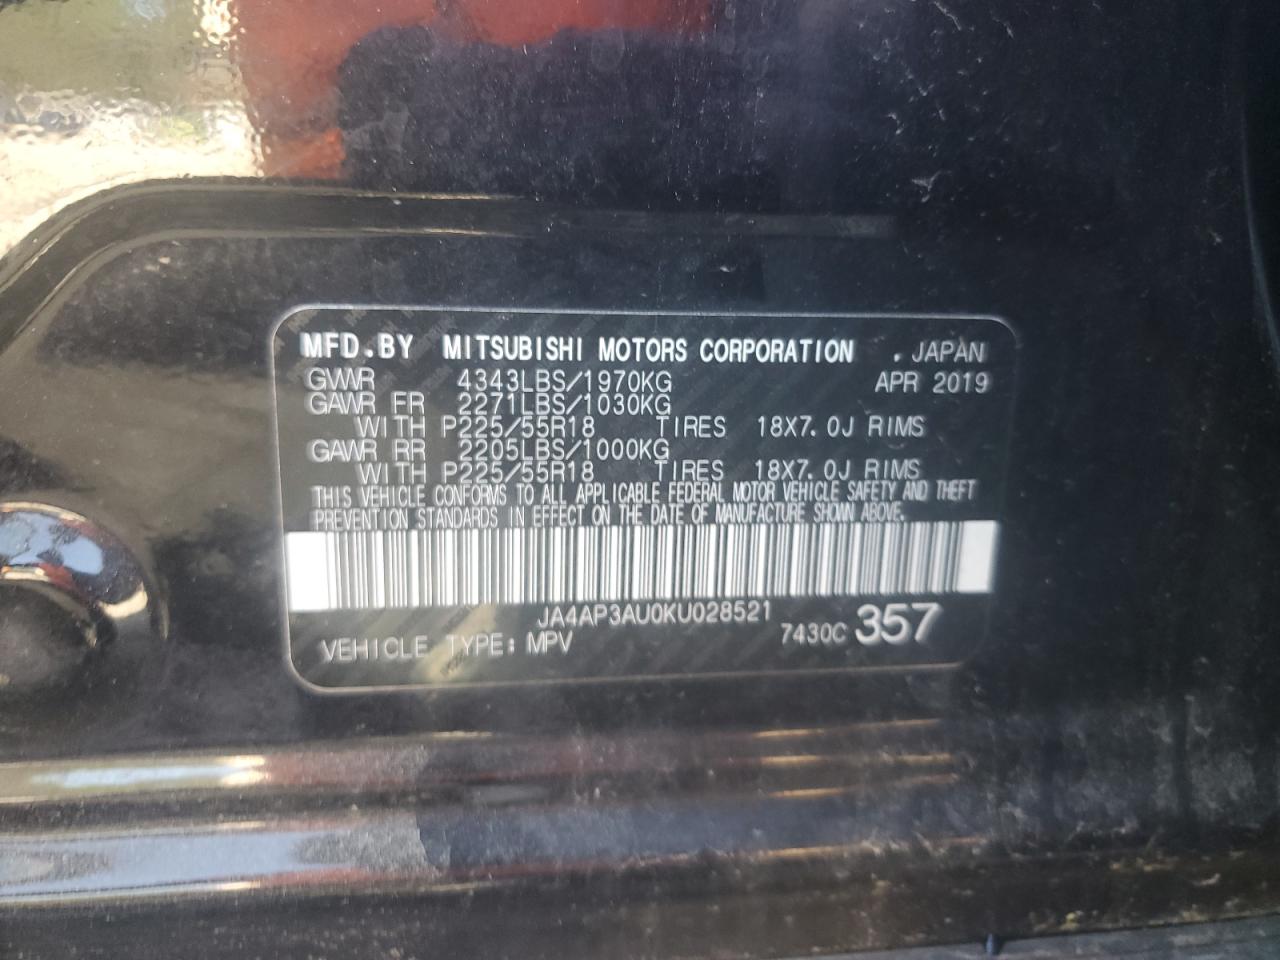 MFD.BY MITSUBISHI MOTORS CORPORATION . JAPAN
GVWR 4343LBS/1970KG APR 2019
GAWR FR 2271LBS/1030KG
WITH P225/55R18 TIRES 18X7.0J RIMS
GAWR RR 2205LBS/1000KG
WITH P225/55R18 TIRES 18X7.0J RIMS
THIS VEHICLE CONFORMS TO ALL APPLICABLE FEDERAL MOTOR VEHICLE SAFETY AND THEFT
PREVENTION STANDARDS IN EFFECT ON THE DATE OF MANUFACTURE SHOWN ABOVE.
JA4AP3AU0KU028521
VEHICLE TYPE: MPV 7430C 357